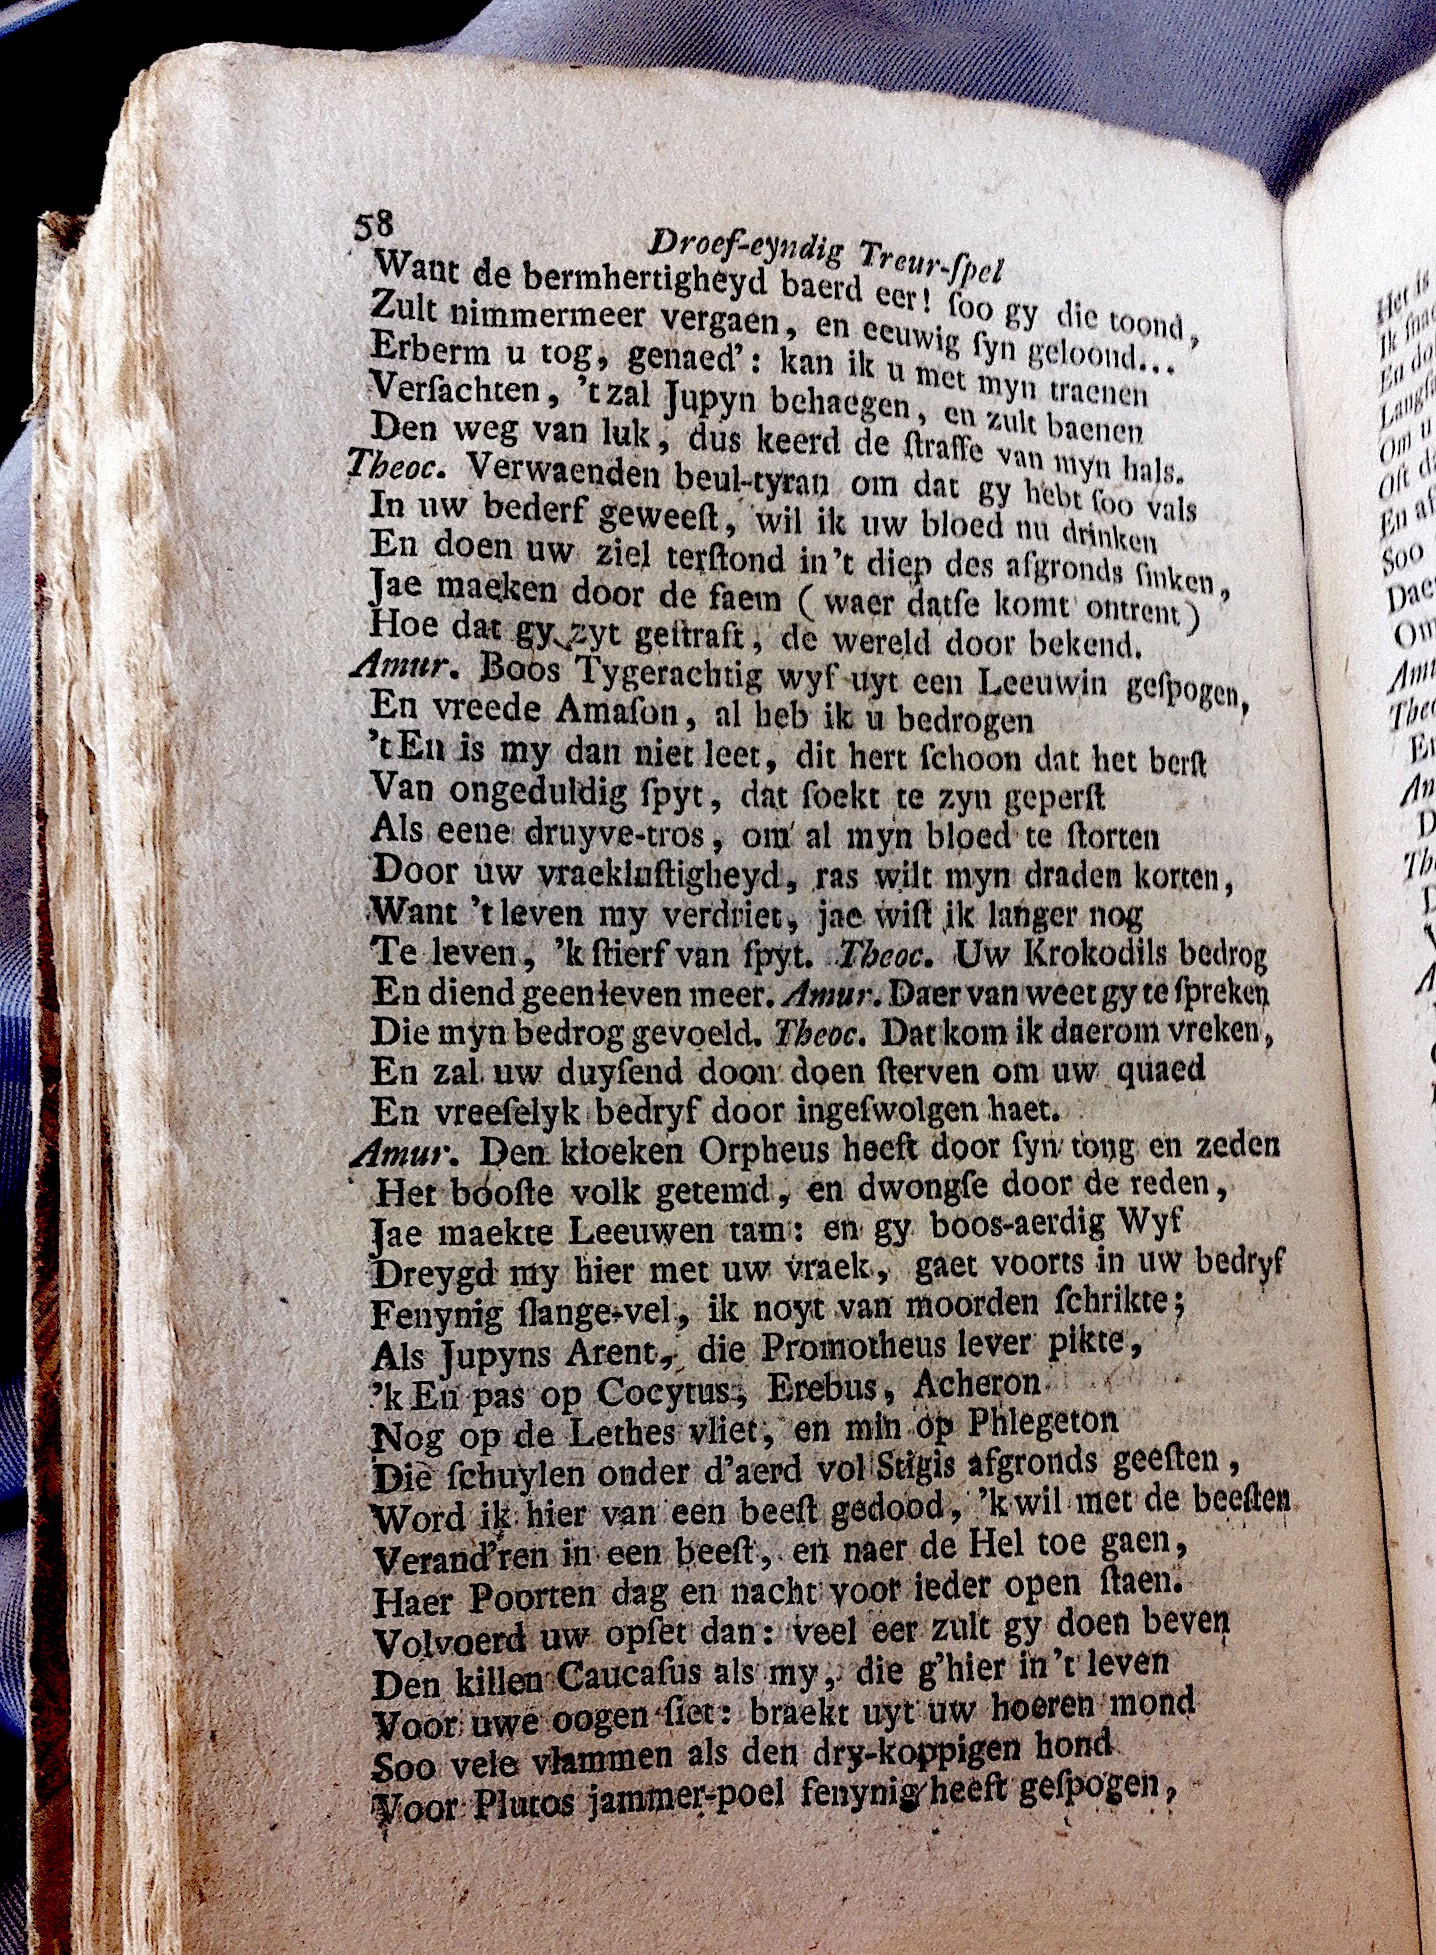 58
Droef-eyndig Treur-ſpel
Want de bermhertigheyd baerd eer! ſoo gy die toond,
Zult nimmermeer vergaen, en eeuwig ſyn geloond...
Erberm u tog, genaed': kan ik u met myn traenen
Verſachten, 't zal Jupyn behaegen, en zult baenen
Den weg van luk, dus keerd de ſtraffe van myn hals.
Theoc. Verwaenden beul-tyran om dat gy hebt ſoo vals
In uw bederf geweeſt, wil ik uw bloed nu drinken
En doen uw ziel terſtond in't diep des afgronds ſinken,
Jae maeken door de faem (waer datſe komt ontrent)
Hoe dat gy zyt geſtraft, de wereld door bekend.
Amur. Boos Tygerachtig wyf uyt een Leeuwin geſpogen,
En vreede Amaſon, al heb ik u bedrogen
't En is my dan niet leet, dit hert ſchoon dat het berſt
Van ongeduldig ſpyt, dat ſoekt te zyn geperſt
Als eene druyve-tros, om al myn bloed te ſtorten
Door uw vraekluſtigheyd, ras wilt myn draden korten,
Want 't leven my verdriet, jae wiſt ik langer nog
Te leven, 'k ſtierf van ſpyt. Theoc. Uw Krokodils bedrog
En diend geen leven meer. Amur. Daer van weet gy te ſpreken
Die myn bedrog gevoeld. Theoc. Dat kom ik daerom vreken,
En zal uw duyſend doon doen ſterven om uw quaed
En vreeſelyk bedryf door ingeſwolgen haet.
Amur. Den kloeken Orpheus heeft door ſyn tong en zeden
Het booſte volk getemd, en dwongſe door de reden,
Jae maekte Leeuwen tam: en gy boos-aerdig Wyf
Dreygd my hier met uw vraek, gaet voorts in uw bedryf
Fenynig ſlange-vel, ik noyt van moorden ſchrikte;
Als Jupyns Arent, die Promotheus lever pikte,
'k En pas op Cocytus, Erebus, Acheron
Nog op de Lethes vliet, en min op Phlegeton
Die ſchuylen onder d'aerd vol Stigis afgronds geeſten,
Word ik hier van een beeſt gedood, 'k wil met de beeſten
Verand'ren in een beeſt, en naer de Hel toe gaen,
Haer Poorten dag en nacht voor ieder open ſtaen.
Volvoerd uw opſet dan: veel eer zult gy doen beven
Den killen Caucaſus als my, die g'hier in 't leven
Voor uwe oogen ſiet: braekt uyt uw hoeren mond
Soo vele vlammen als den dry-koppigen hond
Voor Plutos jammer-poel fenynig heeft geſpogen,